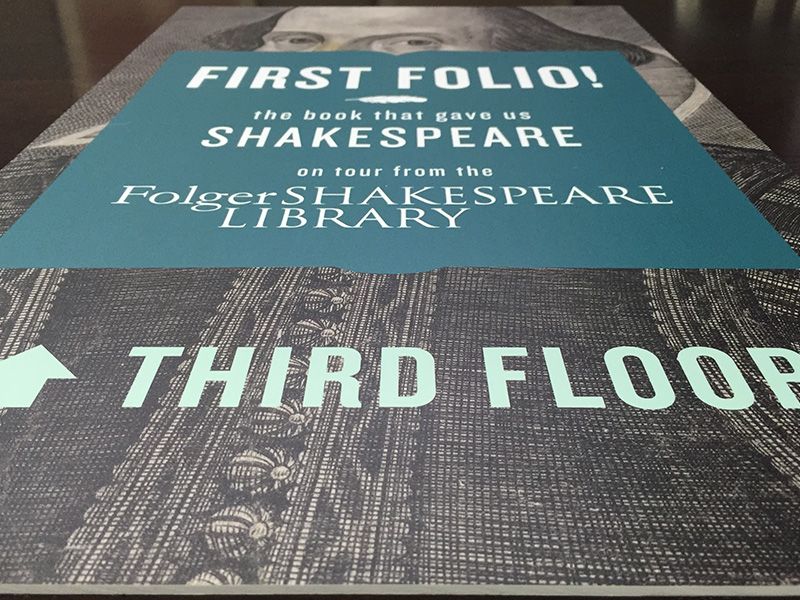 FIRST FOLIO!
the book that gave us
SHAKESPEARE
on tour from the
Folger SHAKESPEARE
LIBRARY
THIRD FLOOR